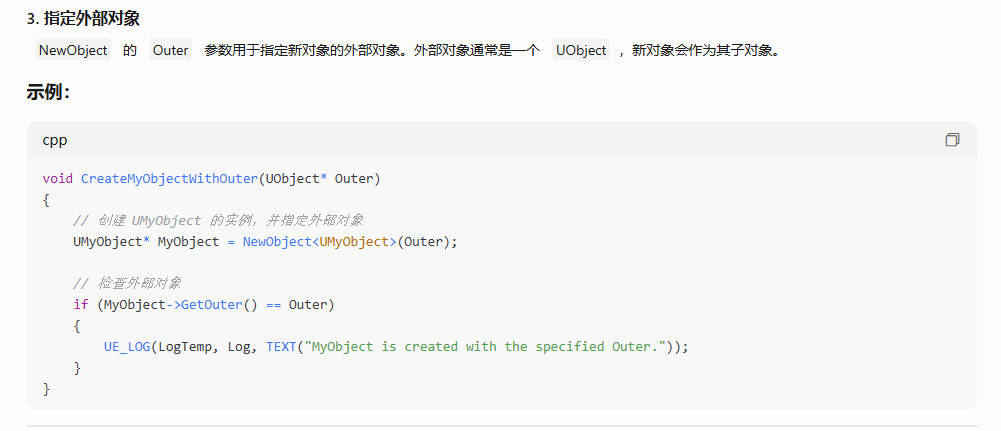 3. 指定外部对象
NewObject 的 Outer 参数用于指定新对象的外部对象。外部对象通常是一个 UObject ，新对象会作为其子对象。
示例：
cpp
void CreateMyObjectWithOuter(UObject* Outer)
{
    // 创建 UMyObject 的实例，并指定外部对象
    UMyObject* MyObject = NewObject<UMyObject>(Outer);
    // 检查外部对象
    if (MyObject->GetOuter() == Outer)
    {
        UE_LOG(LogTemp, Log, TEXT("MyObject is created with the specified Outer."));
    }
}